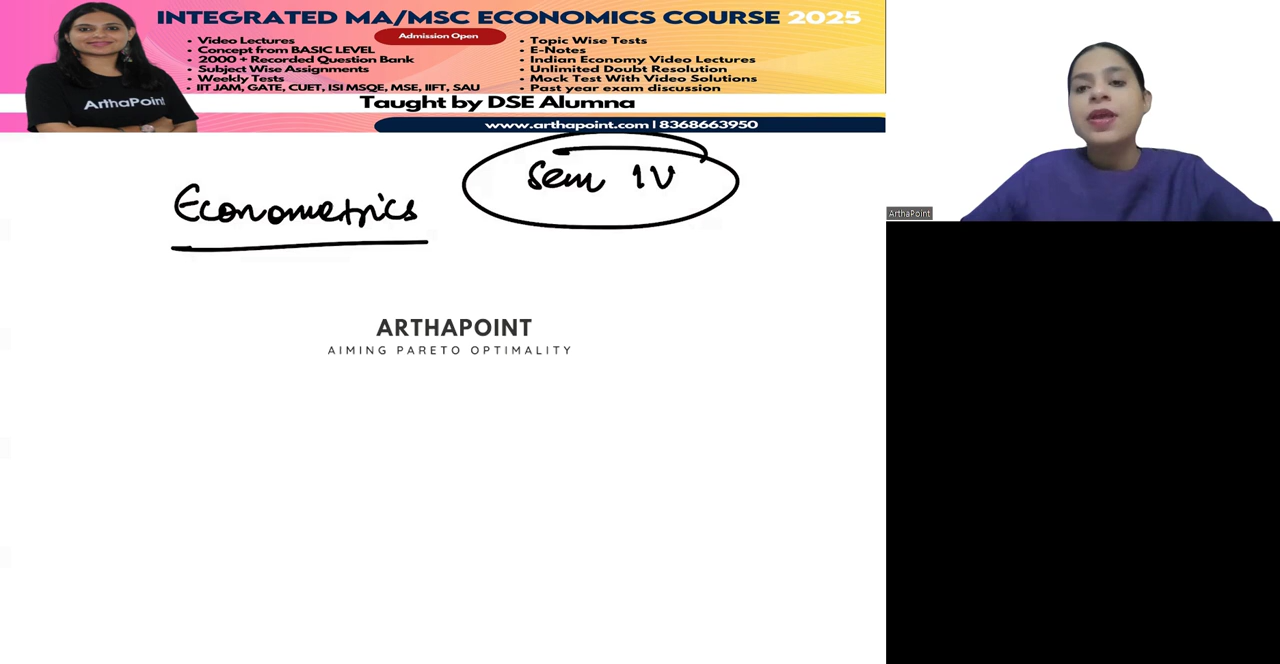 INTEGRATED MA/MSC ECONOMICS COURSE 2025
Admission Open
• Video Lectures
• Concept from BASIC LEVEL
• 2000 + Recorded Question Bank
• Subject Wise Assignments
• Weekly Tests
• IIT JAM, GATE, CUET, ISI MSQE, MSE, IIFT, SAU
• Topic Wise Tests
• E-Notes
• Indian Economy Video Lectures
• Unlimited Doubt Resolution
• Mock Test With Video Solutions
• Past year exam discussion
ArthaPoint
Taught by DSE Alumna
www.arthapoint.com | 8368663950
Sem IV
Econometrics
ArthaPoint
ARTHAPOINT
AIMING PARETO OPTIMALITY